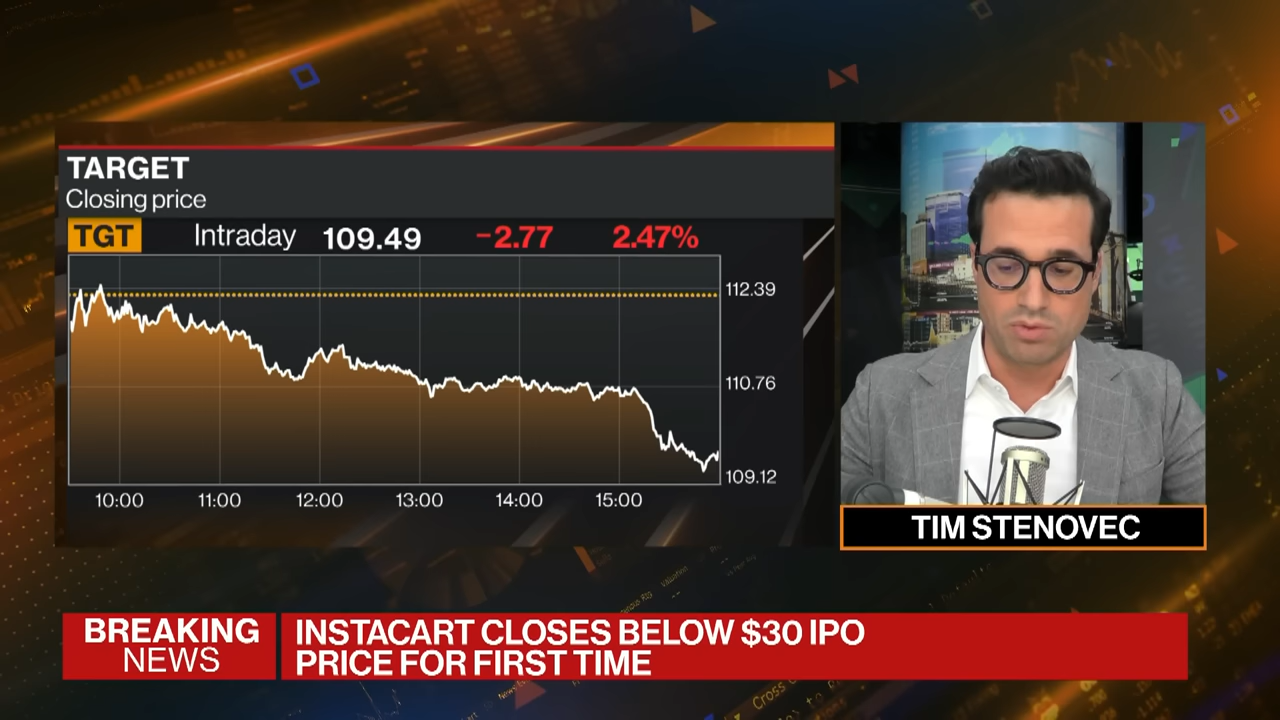 TARGET
Closing price
TGT Intraday 109.49 −2.77 2.47%
112.39
110.76
109.12
10:00 11:00 12:00 13:00 14:00 15:00
TIM STENOVEC
BREAKING
NEWS
INSTACART CLOSES BELOW $30 IPO
PRICE FOR FIRST TIME